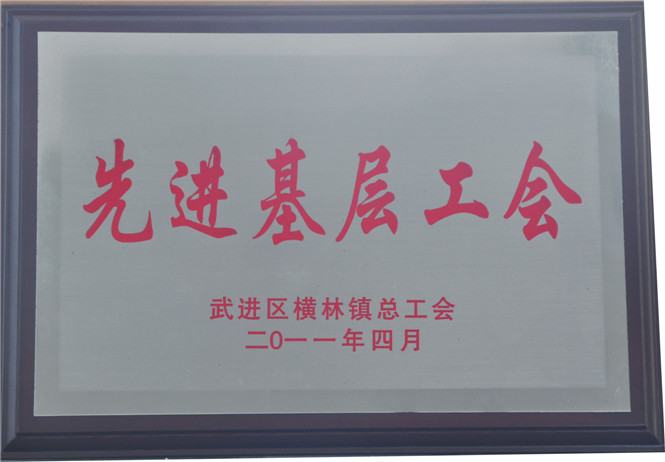 先进基层工会
武进区横林镇总工会
二0一一年四月